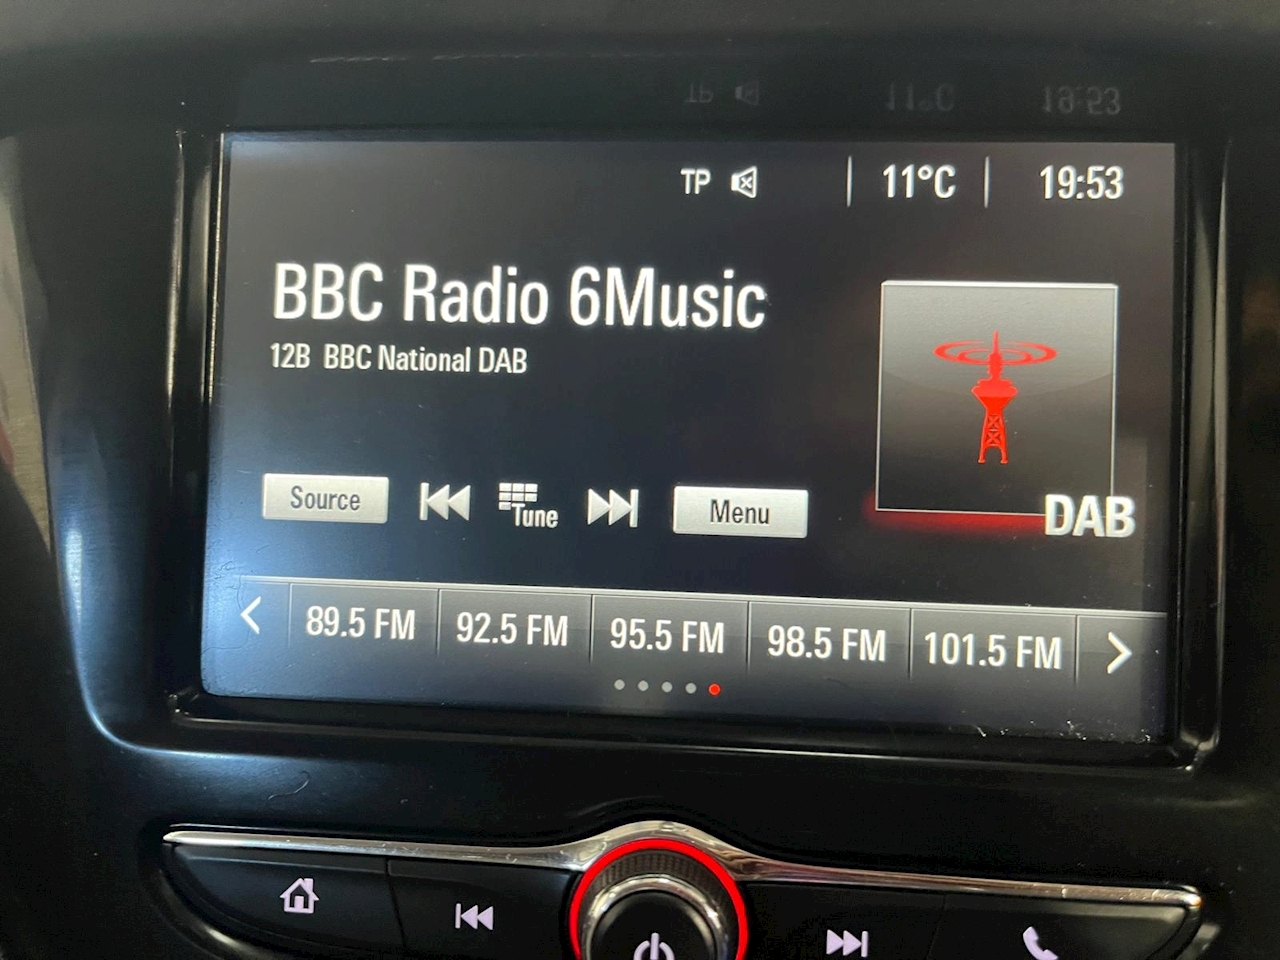 TP 11°C 19:53
BBC Radio 6Music
12B BBC National DAB
Source Tune Menu
DAB
89.5 FM 92.5 FM 95.5 FM 98.5 FM 101.5 FM